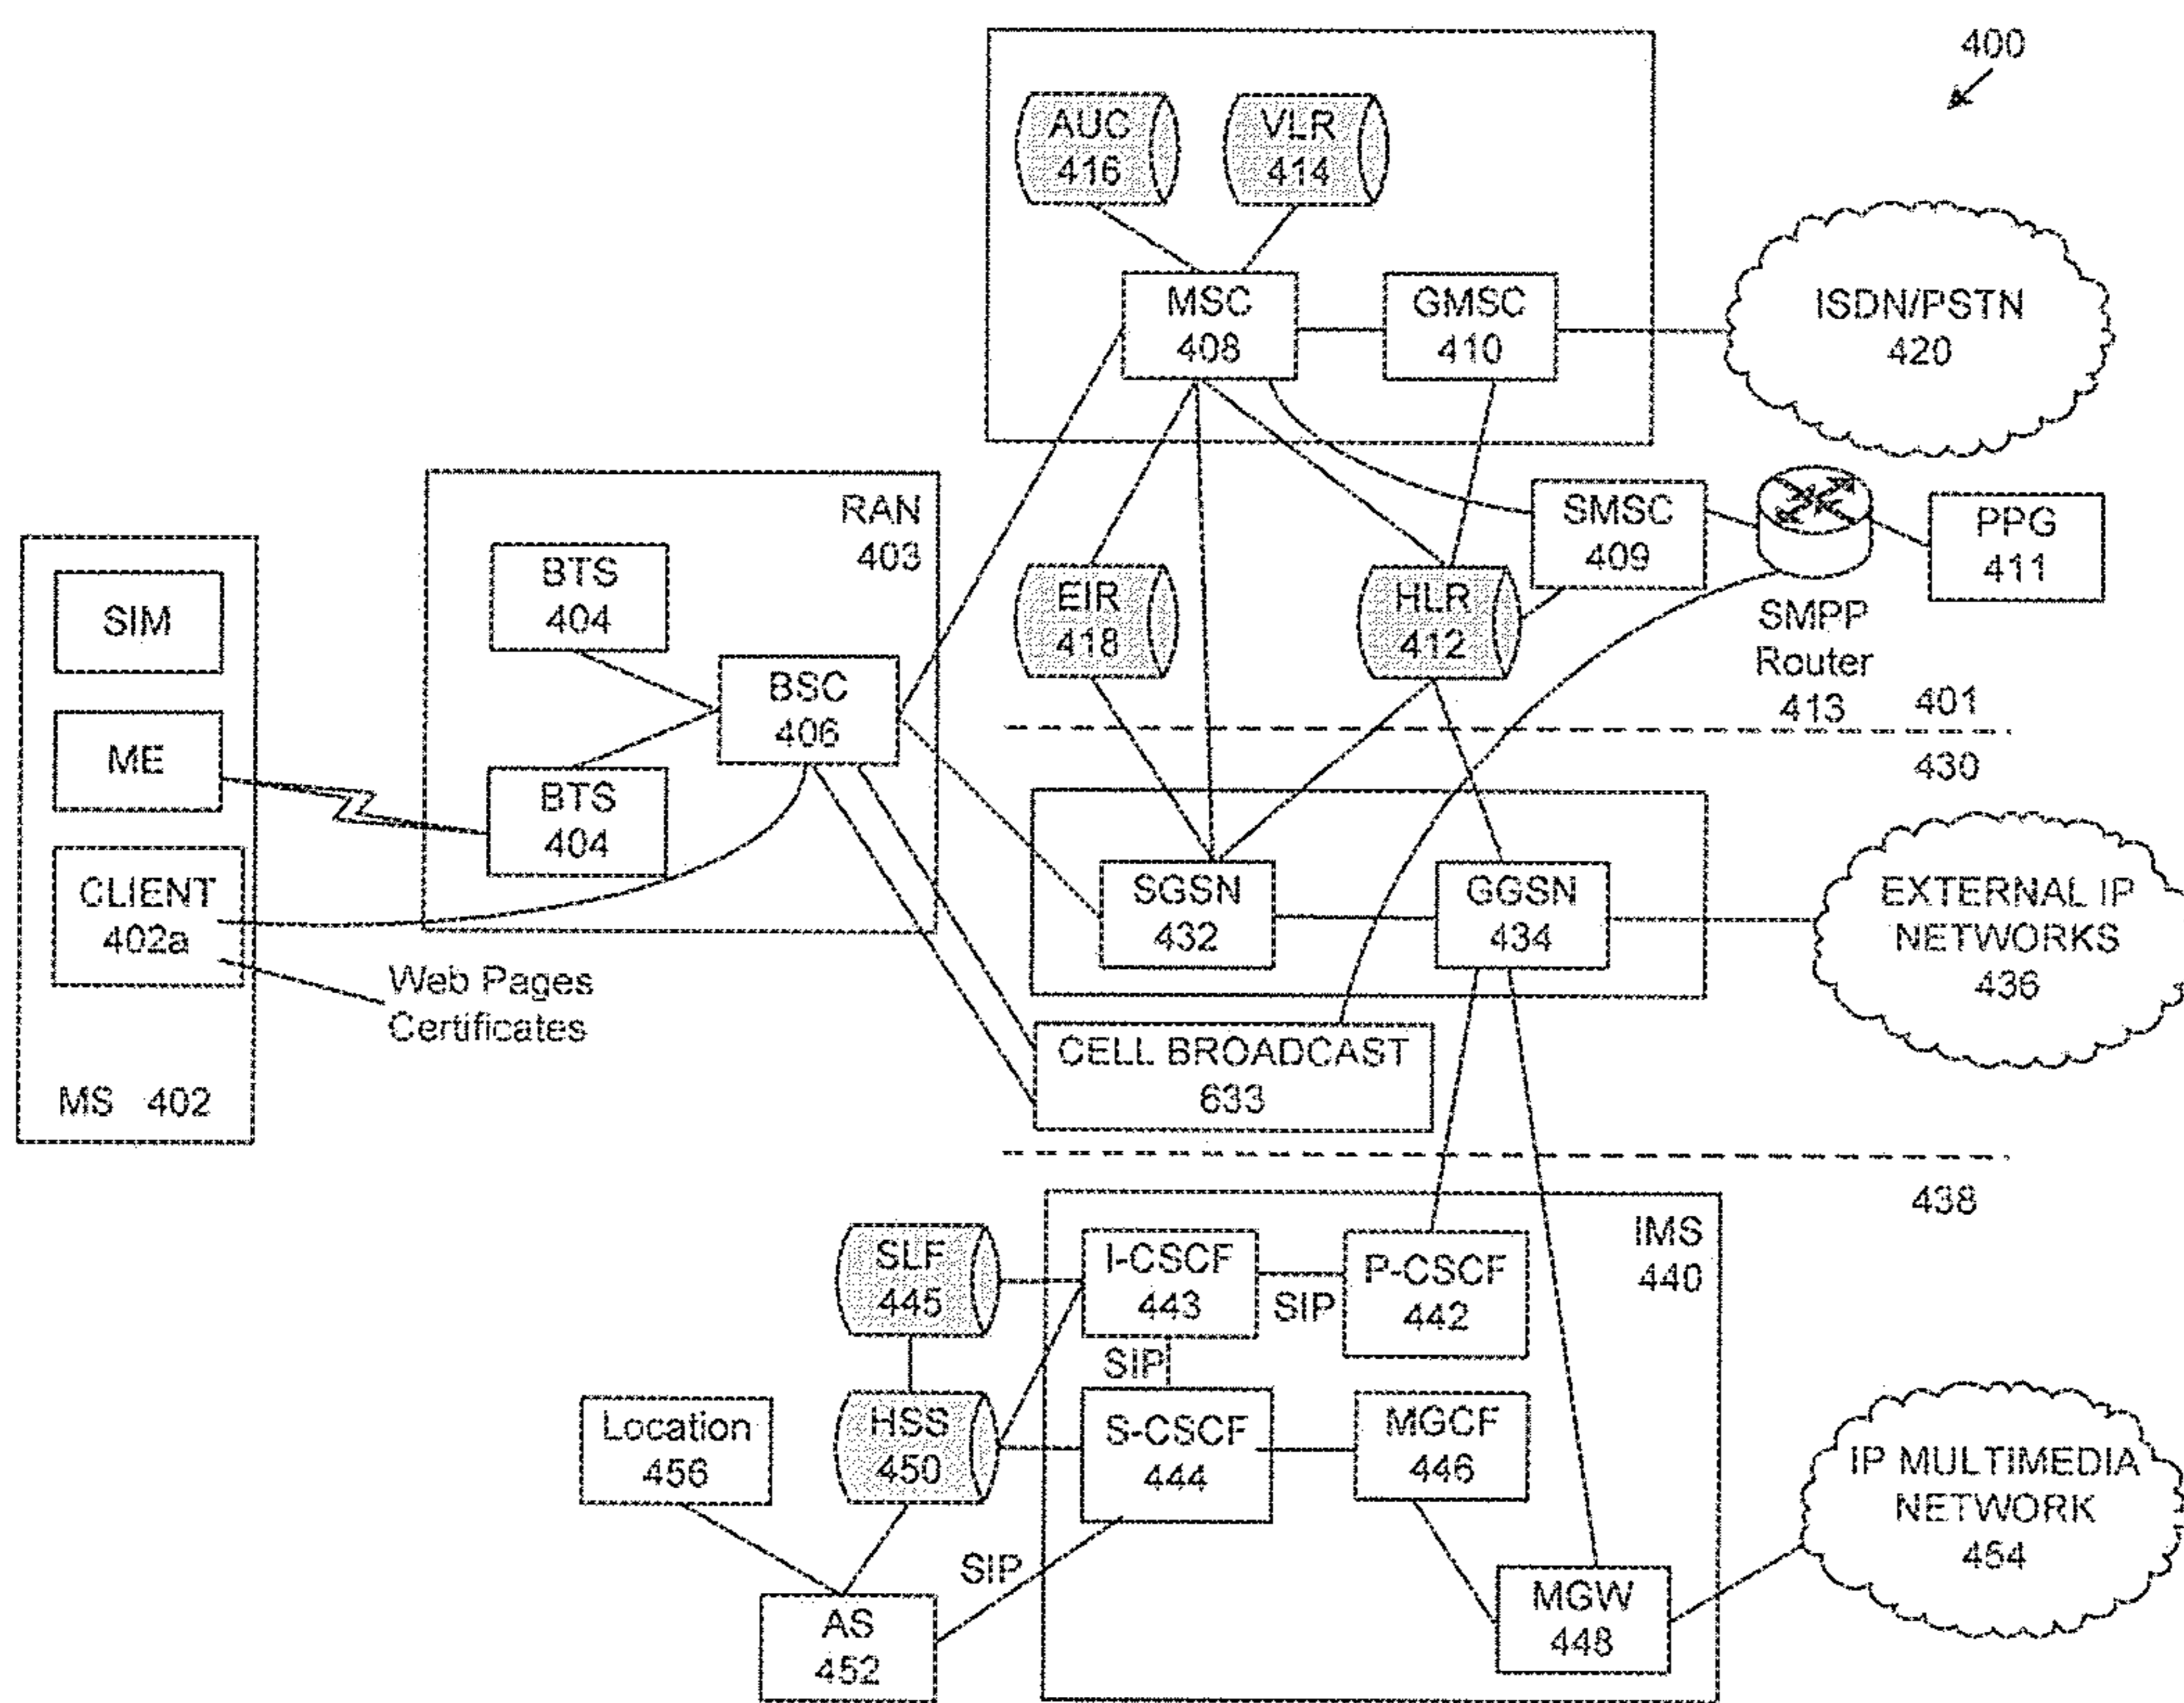 400
AUC
416
VLR
414
MSC
408
GMSC
410
ISDN/PSTN
420
RAN
403
BTS
404
BSC
406
BTS
404
SIM
ME
CLIENT
402a
MS 402
Web Pages
Certificates
EIR
418
HLR
412
SMSC
409
SMPP
Router
413
PPG
411
401
430
SGSN
432
GGSN
434
EXTERNAL IP
NETWORKS
436
CELL BROADCAST
633
438
IMS
440
SLF
445
I-CSCF
443
SIP
P-CSCF
442
SIP
Location
456
HSS
450
S-CSCF
444
MGCF
446
IP MULTIMEDIA
NETWORK
454
SIP
AS
452
MGW
448